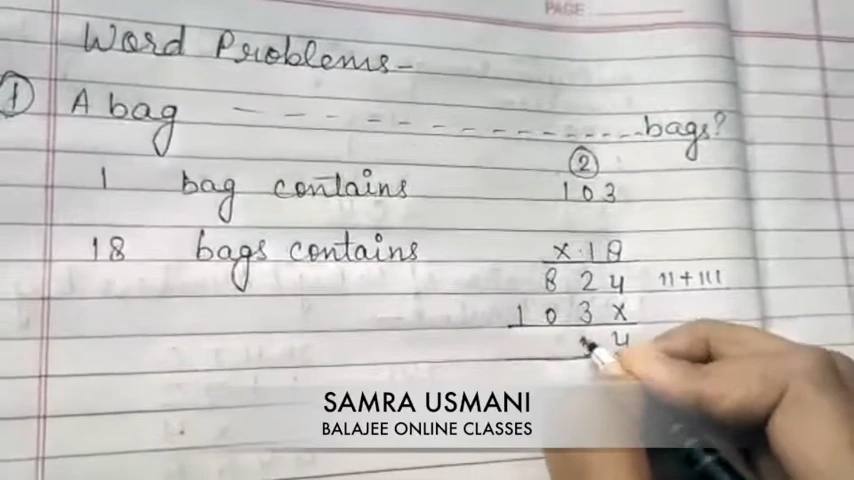 PAGE:
Word Problems-
1 A bag ---------------- bags?
2
1 bag contains 103
18 bags contains x 18
824 11+111
103x
4
SAMRA USMANI
BALAJEE ONLINE CLASSES